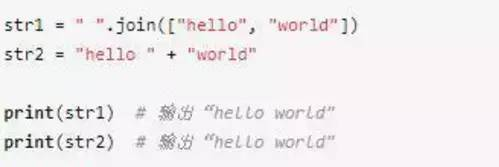 str1 = " ".join(["hello", "world"])
str2 = "hello " + "world"
print(str1)  # 输出 “hello world”
print(str2)  # 输出 “hello world”